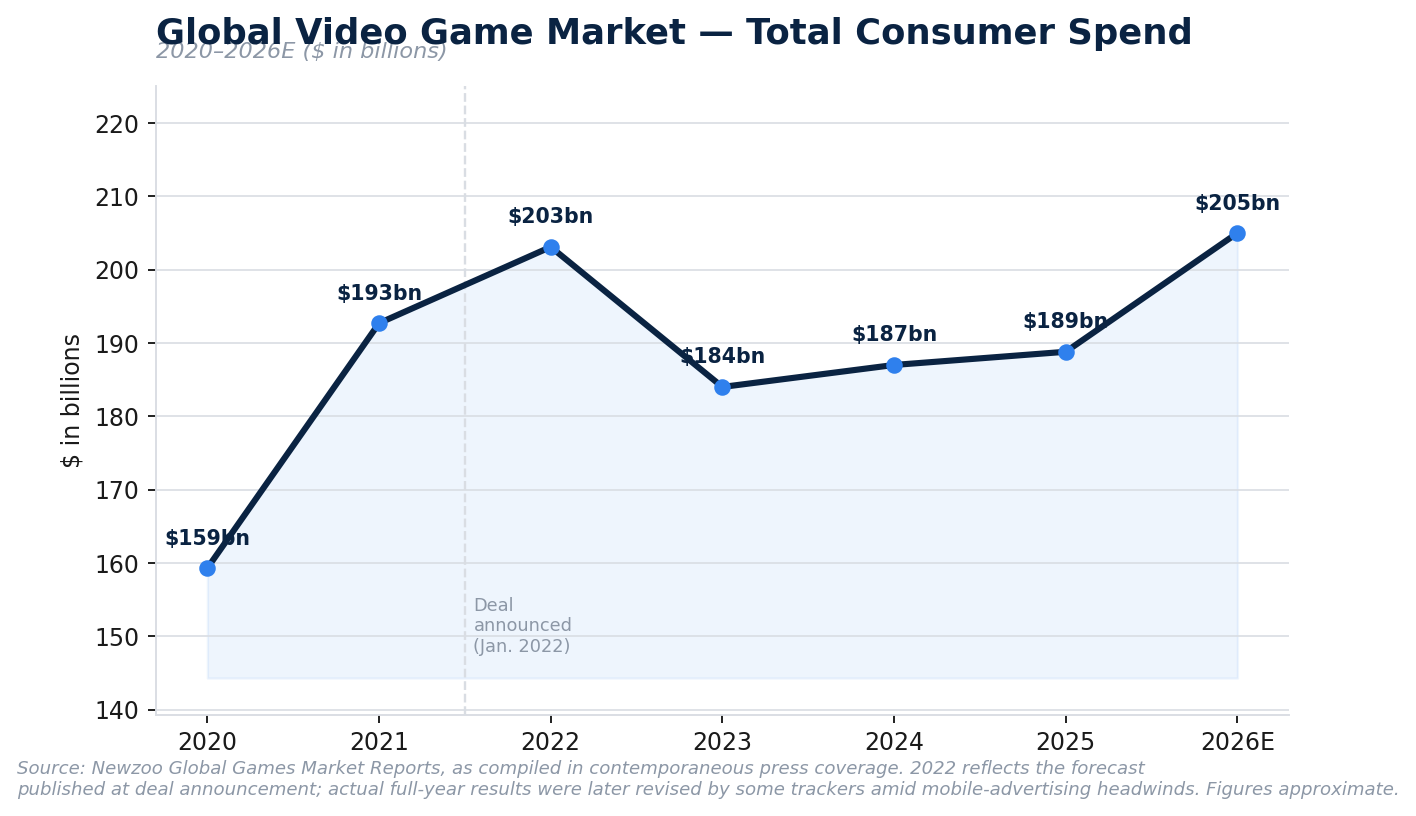 Global Video Game Market — Total Consumer Spend
2020–2026E ($ in billions)
$ in billions
220
210
200
190
180
170
160
150
140
$159bn
$193bn
$203bn
$184bn
$187bn
$189bn
$205bn
Deal
announced
(Jan. 2022)
2020
2021
2022
2023
2024
2025
2026E
Source: Newzoo Global Games Market Reports, as compiled in contemporaneous press coverage. 2022 reflects the forecast
published at deal announcement; actual full-year results were later revised by some trackers amid mobile-advertising headwinds. Figures approximate.